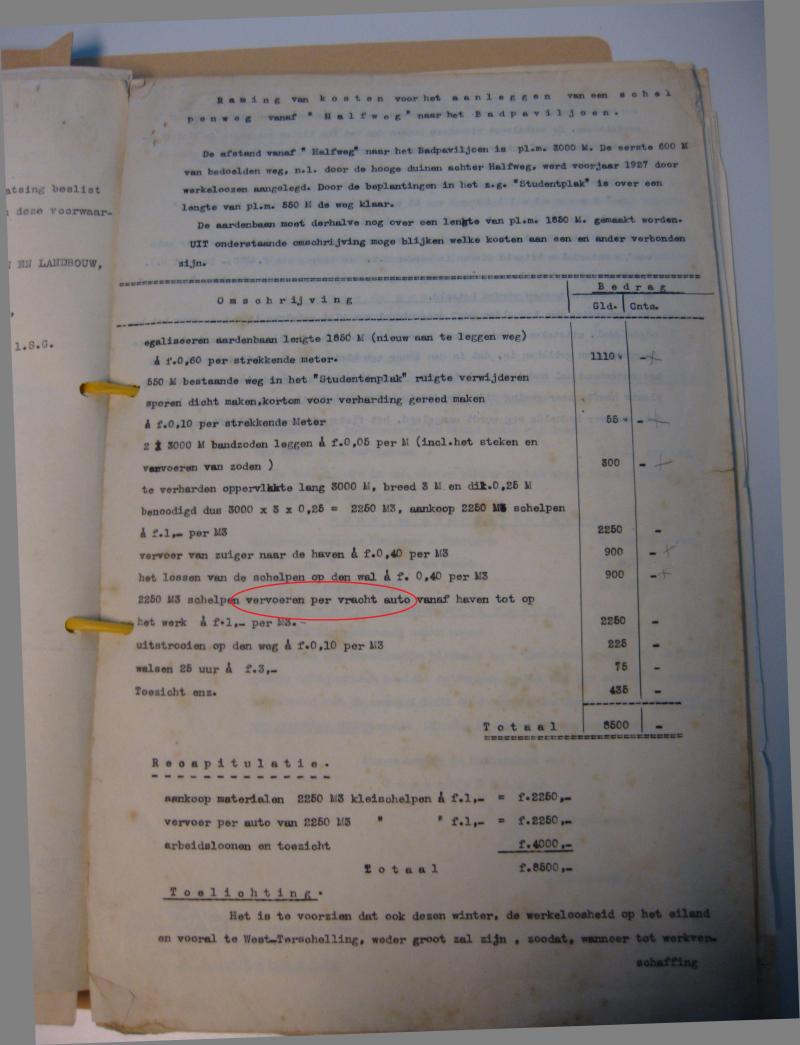 Raming van kosten voor het aanleggen van een schel
penweg vanaf " Halfweg" naar het Badpaviljoen.
De afstand vanaf " Halfweg" naar het Badpaviljoen is pl.m. 3000 M. De eerste 600 M
van bedoelden weg, n.l. door de hooge duinen achter Halfweg, werd voorjaar 1927 door
werkeloozen aangelegd. Door de beplantingen in het z.g. "Studentplak" is over een
lengte van pl.m. 550 M de weg klaar.
De aardenbaan moet derhalve nog over een lengte van pl.m. 1850 M. gemaakt worden.
UIT onderstaande omschrijving moge blijken welke kosten aan een en ander verbonden
zijn.
atsing beslist
deze voorwaar-
EN LANDBOUW,
l.S.G.
Omschrijving
Bedrag
Gld. Cnts.
egaliseren aardenbaan lengte 1850 M (nieuw aan te leggen weg)
á f.0,60 per strekkende meter. 1110 -
550 M bestaande weg in het "Studentenplak" ruigte verwijderen
sporen dicht maken,kortom voor verharding gereed maken
á f.0,10 per strekkende Meter 55 -
2 x 3000 M bandzoden leggen á f.0,05 per M (incl.het steken en
vervoeren van zoden ) 300 -
te verharden oppervlakte lang 3000 M, breed 3 M en dik.0,25 M
benoodigd dus 3000 x 3 x 0,25 = 2250 M3, aankoop 2250 M3 schelpen
á f.1,- per M3 2250 -
vervoer van zuiger naar de haven á f.0,40 per M3 900 -
het lossen van de schelpen op den wal á f. 0,40 per M3 900 -
2250 M3 schelpen vervoeren per vracht auto vanaf haven tot op
het werk á f.1,- per M3.- 2250 -
uitstrooien op den weg á f.0,10 per M3 225 -
walsen 25 uur á f.3,- 75 -
Toezicht enz. 435 -
Totaal 8500 -
Recapitulatie.
aankoop materialen 2250 M3 kleischelpen á f.1,- = f.2250,-
vervoer per auto van 2250 M3 " " f.1,- = f.2250,-
arbeidsloonen en toezicht f.4000,-
Totaal f.8500,-
Toelichting.
Het is te voorzien dat ook dezen winter, de werkeloosheid op het eiland
en vooral te West-Terschelling, weder groot zal zijn , zoodat, wanneer tot werkver-
schaffing